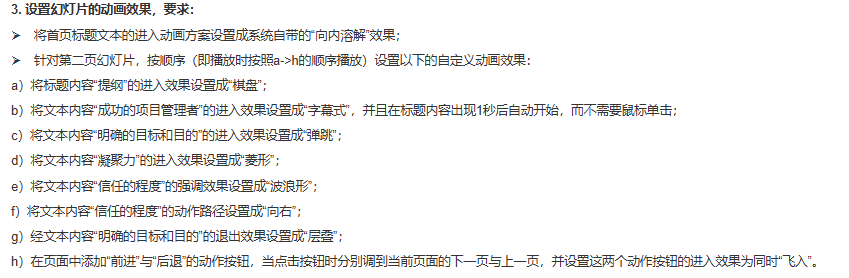 3. 设置幻灯片的动画效果，要求：
➢ 将首页标题文本的进入动画方案设置成系统自带的“向内溶解”效果；
➢ 针对第二页幻灯片，按顺序（即播放时按照a->h的顺序播放）设置以下的自定义动画效果：
a）将标题内容“提纲”的进入效果设置成“棋盘”；
b）将文本内容“成功的项目管理者”的进入效果设置成“字幕式”，并且在标题内容出现1秒后自动开始，而不需要鼠标单击；
c）将文本内容“明确的目标和目的”的进入效果设置成“弹跳”；
d）将文本内容“凝聚力”的进入效果设置成“菱形”；
e）将文本内容“信任的程度”的强调效果设置成“波浪形”；
f）将文本内容“信任的程度”的动作路径设置成“向右”；
g）经文本内容“明确的目标和目的”的退出效果设置成“层叠”；
h）在页面中添加“前进”与“后退”的动作按钮，当点击按钮时分别调到当前页面的下一页与上一页，并设置这两个动作按钮的进入效果为同时“飞入”。